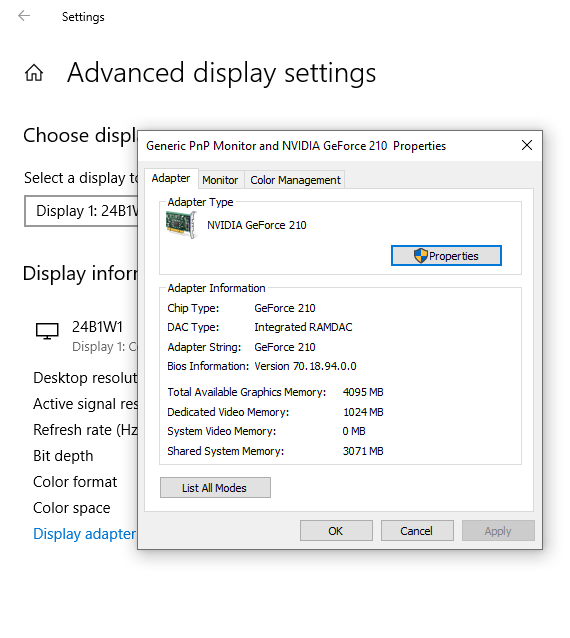 Settings
Advanced display settings
Choose displ
Select a display to
Display 1: 24B1W
Display inform
24B1W1
Display 1: C
Desktop resolut
Active signal res
Refresh rate (Hz
Bit depth
Color format
Color space
Display adapter
Generic PnP Monitor and NVIDIA GeForce 210 Properties
Adapter Monitor Color Management
Adapter Type
NVIDIA GeForce 210
Properties
Adapter Information
Chip Type: GeForce 210
DAC Type: Integrated RAMDAC
Adapter String: GeForce 210
Bios Information: Version 70.18.94.0.0
Total Available Graphics Memory: 4095 MB
Dedicated Video Memory: 1024 MB
System Video Memory: 0 MB
Shared System Memory: 3071 MB
List All Modes
OK Cancel Apply